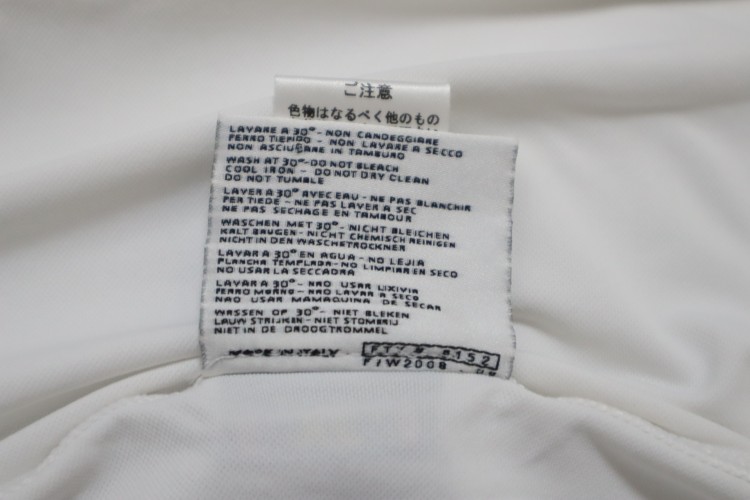 ご注意
色物はなるべく他のもの
LAVARE A 30° - NON CANDEGGIARE
FERRO TIEPIDO - NON LAVARE A SECCO
NON ASCIUGARE IN TAMBURO
WASH AT 30° - DO NOT BLEACH
COOL IRON - DO NOT DRY CLEAN
DO NOT TUMBLE
LAVER A 30° AVEC EAU - NE PAS BLANCHIR
FER TIEDE - NE PAS LAVER A SEC
NE PAS SECHAGE EN TAMBOUR
WASCHEN MET 30° - NICHT BLEICHEN
KALT BRUGEN - NICHT CHEMISCH REINIGEN
NICHT IN DEN WASCHETROCKNER
LAVAR A 30° EN AGUA - NO LEJIA
PLANCHA TEMPLADA - NO LIMPIAR EN SECO
NO USAR LA SECCADRA
LAVAR A 30° - NAO USAR LIXIVIA
FERRO MORNO - NAO LAVAR A SECO
NAO USAR MAMAQUINA DE SECAR
WASSEN OP 30° - NIET BLEKEN
LAUW STRIJKEN - NIET STOMERIJ
NIET IN DE DROOGTROMMEL
MADE IN ITALY
F/W2008